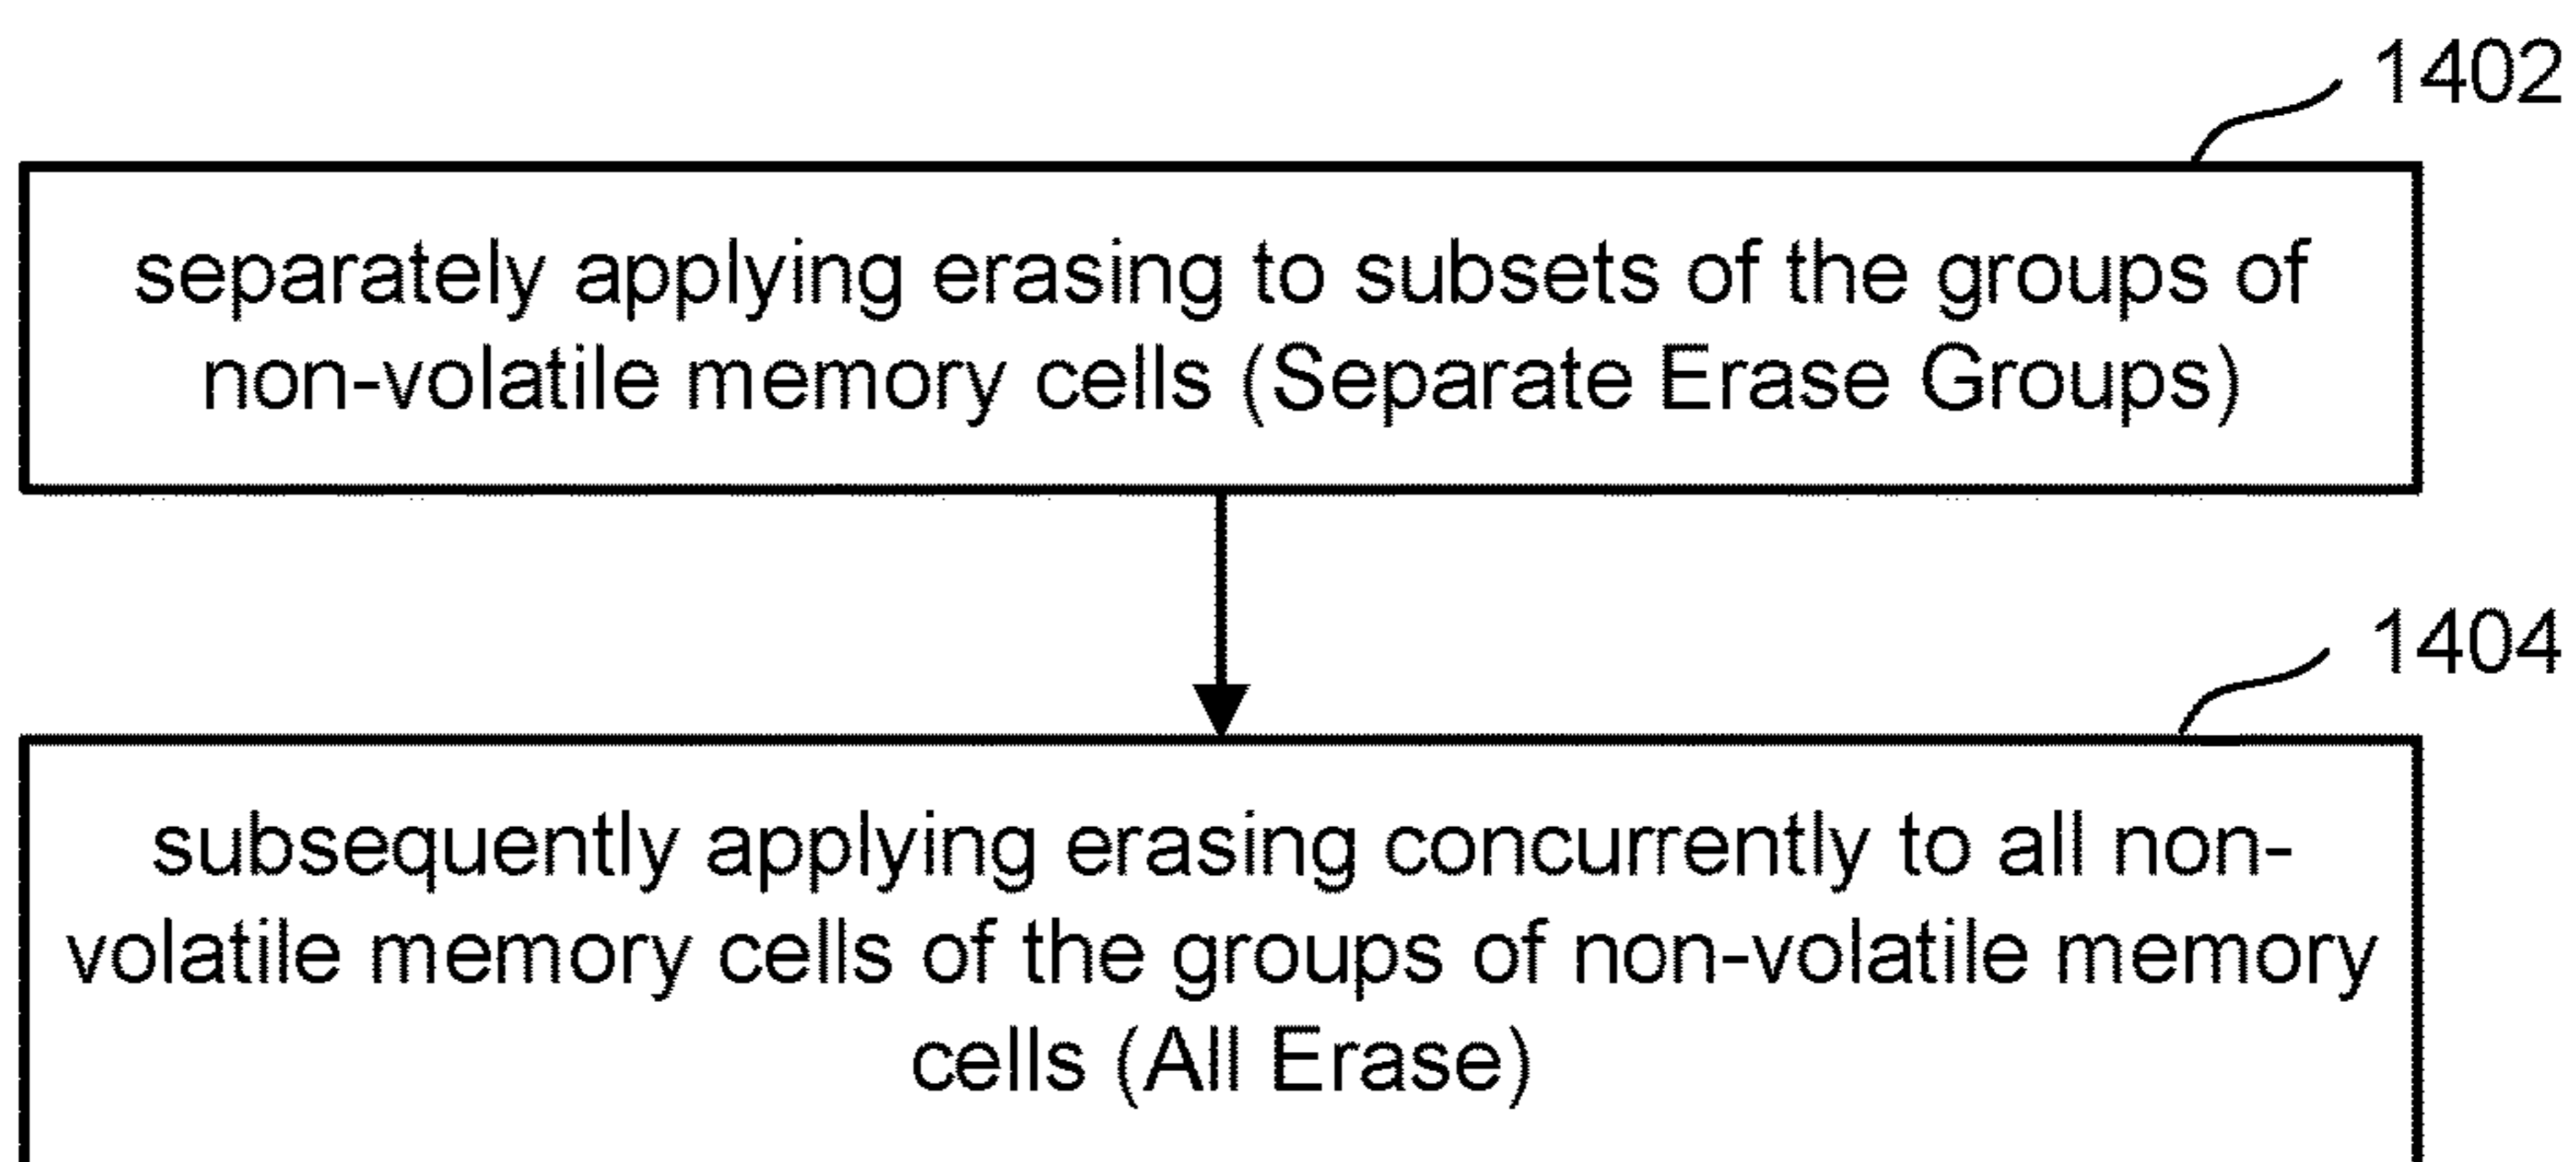 1402
separately applying erasing to subsets of the groups of
non-volatile memory cells (Separate Erase Groups)
1404
subsequently applying erasing concurrently to all non-
volatile memory cells of the groups of non-volatile memory
cells (All Erase)